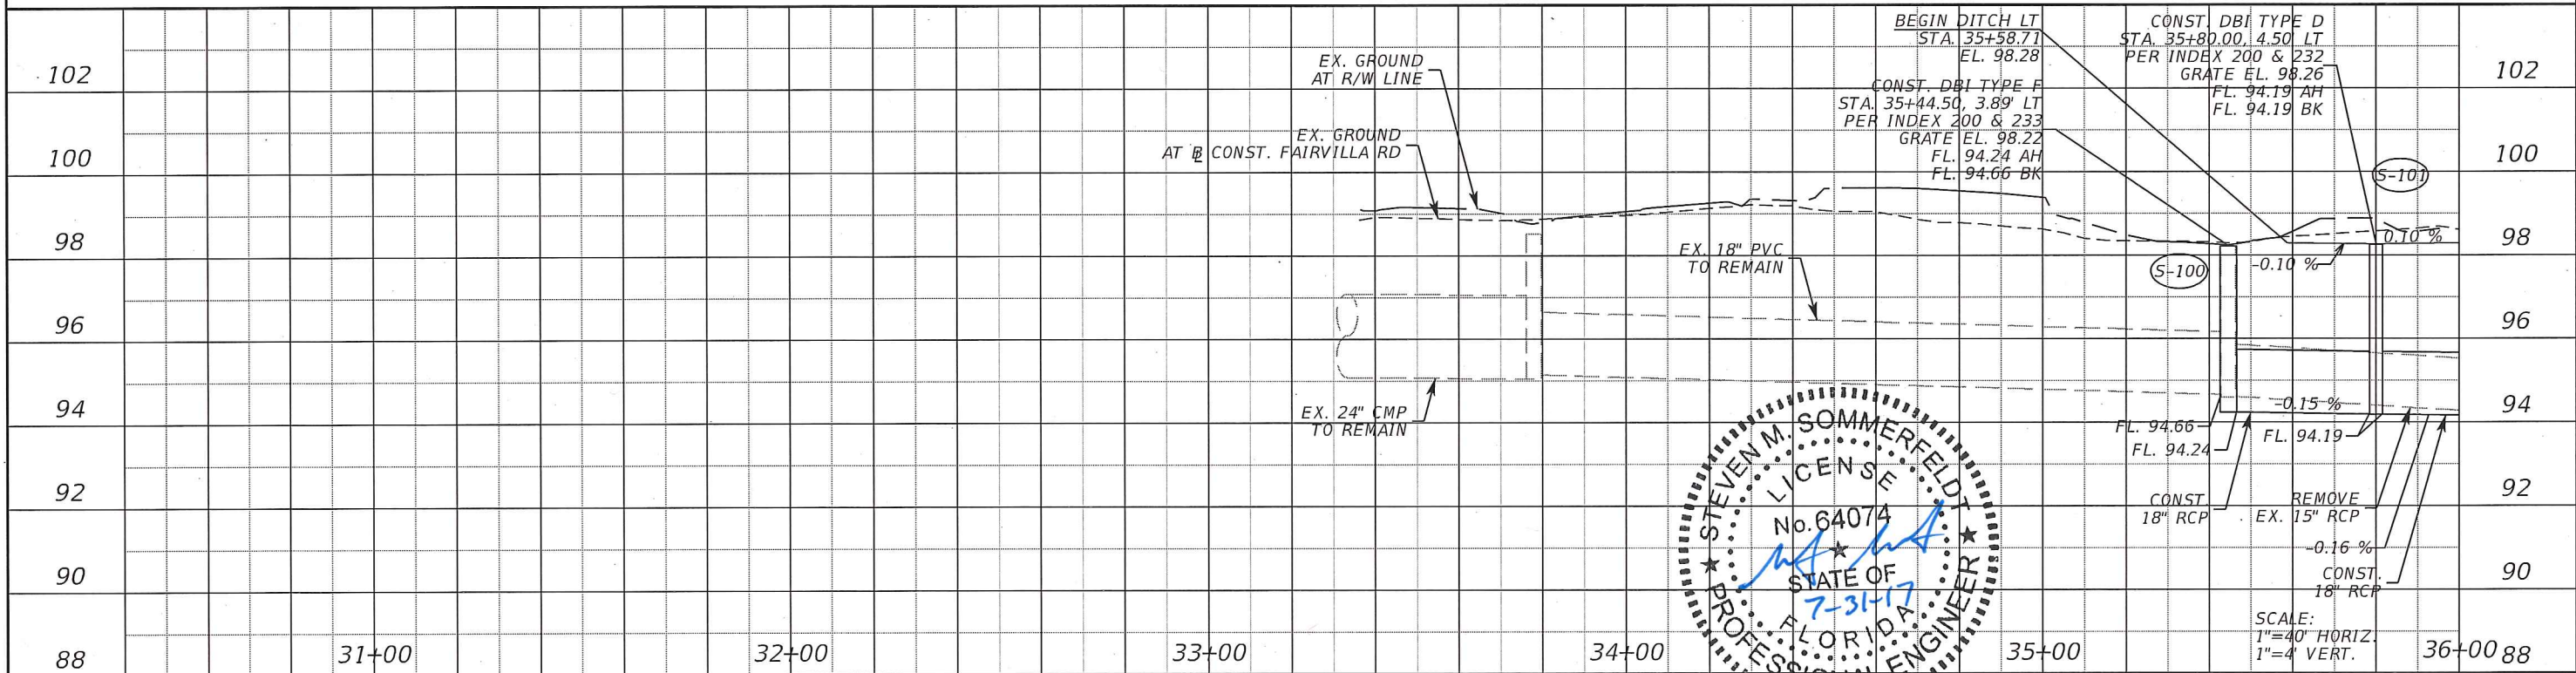 102
100
98
96
94
92
90
88
EX. GROUND
AT R/W LINE
EX. GROUND
AT ℄ CONST. FAIRVILLA RD
BEGIN DITCH LT
STA. 35+58.71
EL. 98.28
CONST. DBI TYPE F
STA. 35+44.50, 3.89' LT
PER INDEX 200 & 233
GRATE EL. 98.22
FL. 94.24 AH
FL. 94.66 BK
CONST. DBI TYPE D
STA. 35+80.00, 4.50' LT
PER INDEX 200 & 232
GRATE EL. 98.26
FL. 94.19 AH
FL. 94.19 BK
S-101
EX. 18" PVC
TO REMAIN
S-100
-0.10 %
0.10 %
EX. 24" CMP
TO REMAIN
-0.15 %
FL. 94.66
FL. 94.24
FL. 94.19
CONST.
18" RCP
REMOVE
EX. 15" RCP
-0.16 %
CONST.
18" RCP
SCALE:
1"=40' HORIZ.
1"=4' VERT.
STEVEN M. SOMMERFELDT
LICENSE
No. 64074
STATE OF
7-31-17
FLORIDA
PROFESSIONAL ENGINEER
31+00
32+00
33+00
34+00
35+00
36+00
102
100
98
96
94
92
90
88